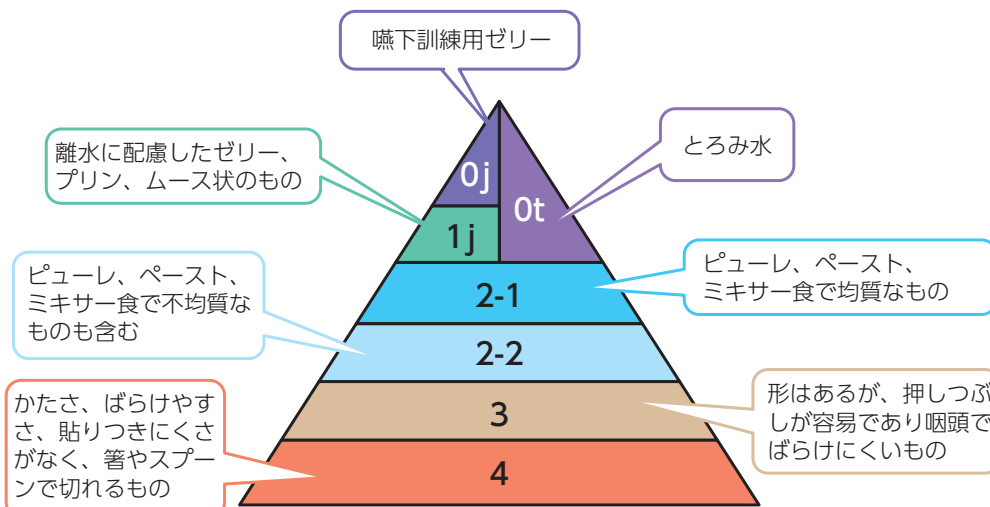 嚥下訓練用ゼリー
離水に配慮したゼリー、
プリン、ムース状のもの
とろみ水
0j
0t
1j
ピューレ、ペースト、
ミキサー食で不均質な
ものも含む
ピューレ、ペースト、
ミキサー食で均質なもの
2-1
2-2
かたさ、ばらけやす
さ、貼りつきにくさ
がなく、箸やスプー
ンで切れるもの
形はあるが、押しつぶ
しが容易であり咽頭で
ばらけにくいもの
3
4